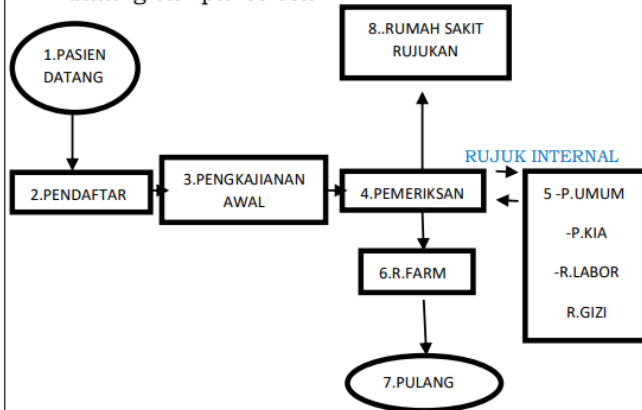 8..RUMAH SAKIT
RUJUKAN
1.PASIEN
DATANG
RUJUK INTERNAL
2.PENDAFTAR
3.PENGKAJIANAN
AWAL
4.PEMERIKSAN
5 -P.UMUM
-P.KIA
-R.LABOR
R.GIZI
6.R.FARM
7.PULANG